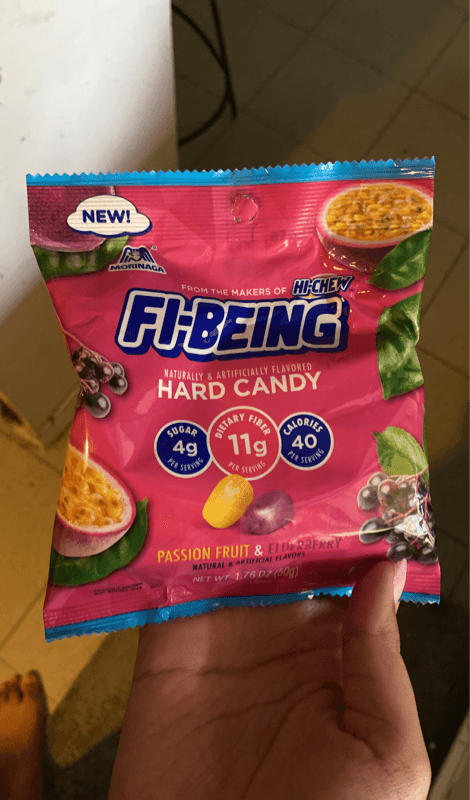 NEW!
MORINAGA
FROM THE MAKERS OF HI-CHEW
FI-BEING
NATURALLY & ARTIFICIALLY FLAVORED
HARD CANDY
SUGAR
4g
PER SERVING
DIETARY FIBER
11g
PER SERVING
CALORIES
40
PER SERVING
PASSION FRUIT & ELDERBERRY
NATURAL & ARTIFICIAL FLAVORS
NET WT 1.76 OZ (50g)